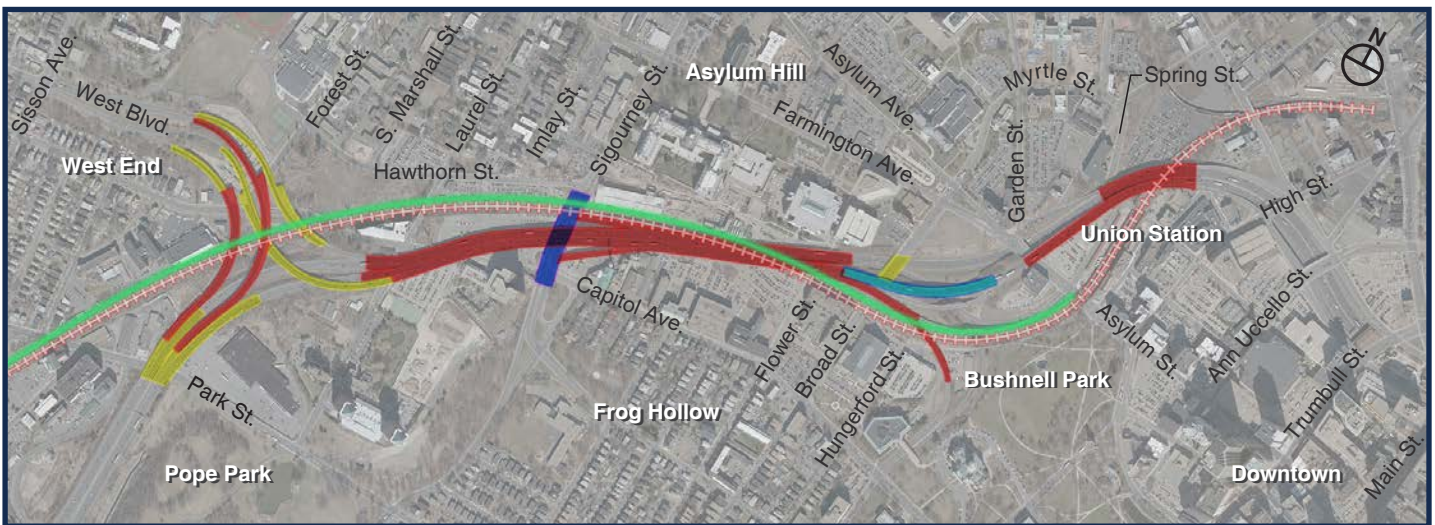 Sisson Ave.
West Blvd.
West End
Forest St.
S. Marshall St.
Laurel St.
Imlay St.
Sigourney St.
Hawthorn St.
Asylum Hill
Asylum Ave.
Farmington Ave.
Myrtle St.
Spring St.
Garden St.
N
High St.
Union Station
Capitol Ave.
Flower St.
Broad St.
Hungerford St.
Asylum St.
Ann Uccello St.
Trumbull St.
Main St.
Bushnell Park
Frog Hollow
Park St.
Pope Park
Downtown